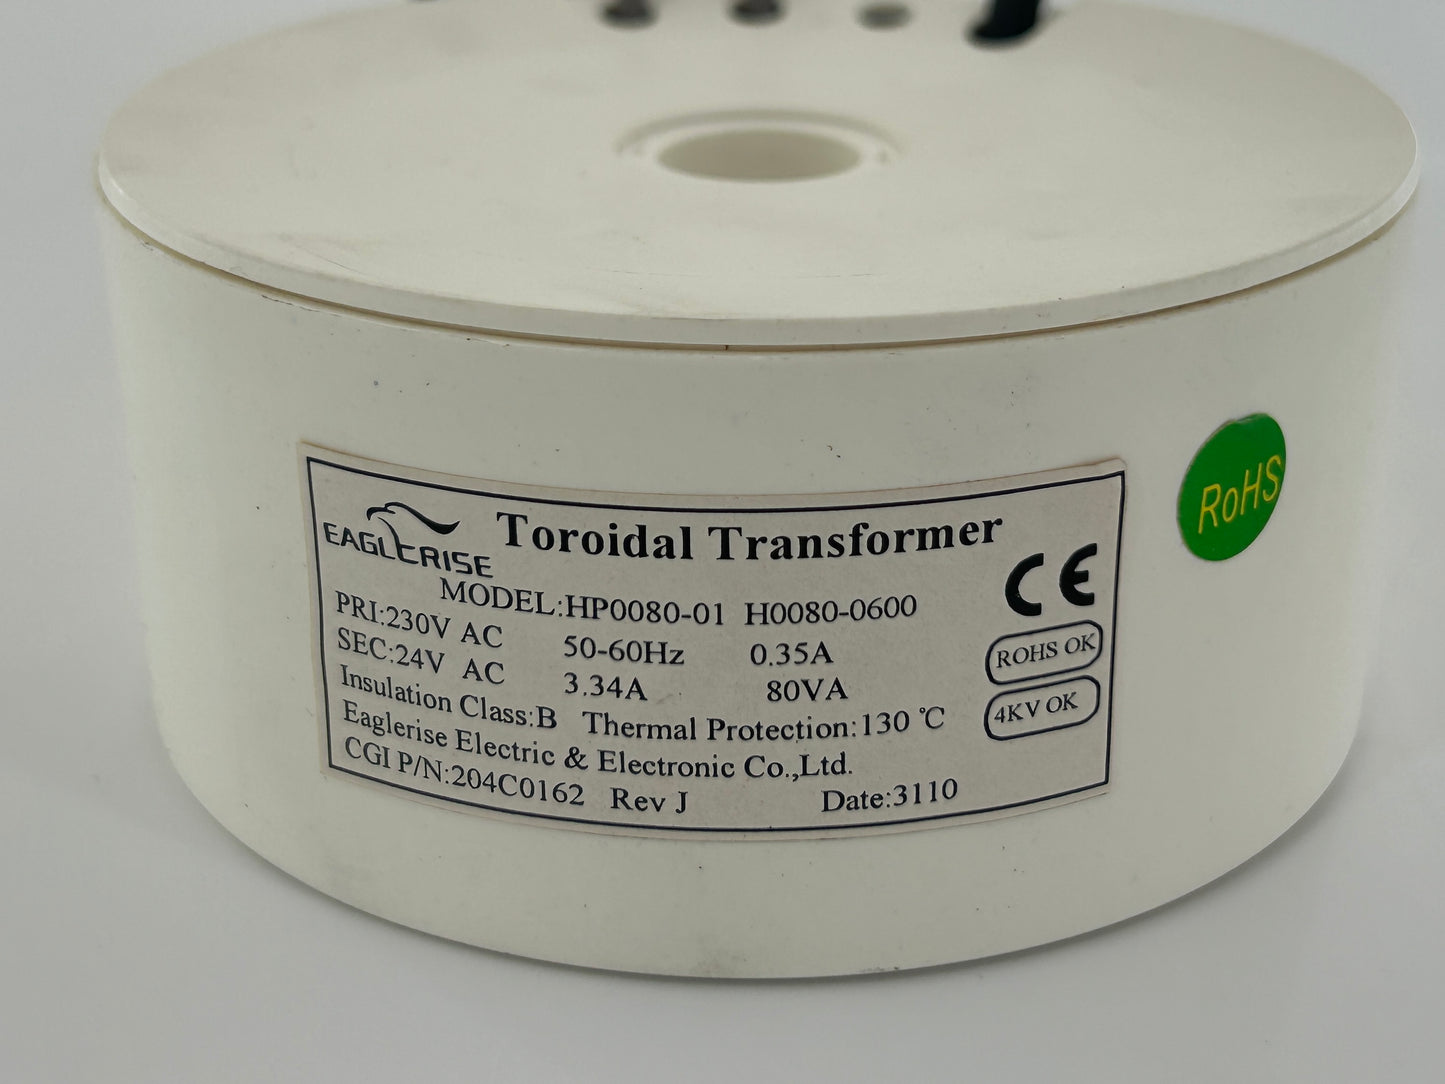 EAGLERISE Toroidal Transformer
MODEL:HP0080-01 H0080-0600
PRI:230V AC 50-60Hz 0.35A
SEC:24V AC 3.34A 80VA
Insulation Class:B Thermal Protection:130 ℃
Eaglerise Electric & Electronic Co.,Ltd.
CGI P/N:204C0162 Rev J Date:3110
CE
ROHS OK
4KV OK
RoHS